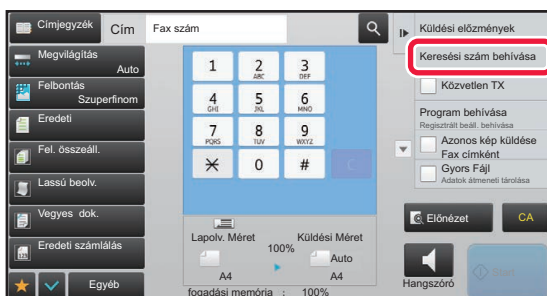 Címjegyzék
Cím
Fax szám
Megvilágítás
Auto
Felbontás
Szuperfinom
Eredeti
Fel. összeáll.
Lassú beolv.
Vegyes dok.
Eredeti számlálás
Egyéb
1
2
ABC
3
DEF
4
GHI
5
JKL
6
MNO
7
PQRS
8
TUV
9
WXYZ
0
#
C
Lapolv. Méret
100%
Küldési Méret
Auto
A4
A4
fogadási memória : 100%
Küldési előzmények
Keresési szám behívása
Közvetlen TX
Program behívása
Regisztrált beáll. behívása
Azonos kép küldése
Fax címként
Gyors Fájl
Adatok átmeneti tárolása
Előnézet
CA
Hangszóró
Start